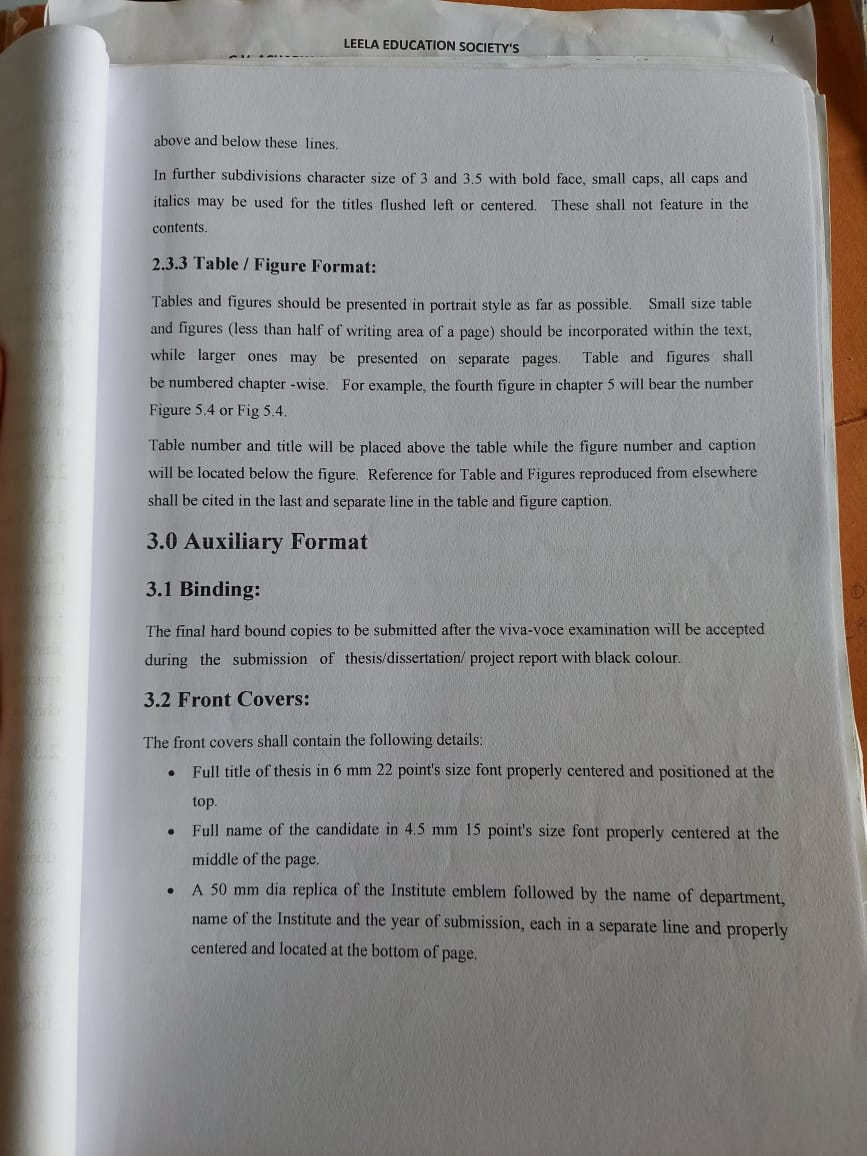 LEELA EDUCATION SOCIETY'S
above and below these lines.
In further subdivisions character size of 3 and 3.5 with bold face, small caps, all caps and
italics may be used for the titles flushed left or centered. These shall not feature in the
contents.
2.3.3 Table / Figure Format:
Tables and figures should be presented in portrait style as far as possible. Small size table
and figures (less than half of writing area of a page) should be incorporated within the text,
while larger ones may be presented on separate pages. Table and figures shall
be numbered chapter -wise. For example, the fourth figure in chapter 5 will bear the number
Figure 5.4 or Fig 5.4.
Table number and title will be placed above the table while the figure number and caption
will be located below the figure. Reference for Table and Figures reproduced from elsewhere
shall be cited in the last and separate line in the table and figure caption.
3.0 Auxiliary Format
3.1 Binding:
The final hard bound copies to be submitted after the viva-voce examination will be accepted
during the submission of thesis/dissertation/ project report with black colour.
3.2 Front Covers:
The front covers shall contain the following details:
• Full title of thesis in 6 mm 22 point's size font properly centered and positioned at the
top.
• Full name of the candidate in 4.5 mm 15 point's size font properly centered at the
middle of the page.
• A 50 mm dia replica of the Institute emblem followed by the name of department,
name of the Institute and the year of submission, each in a separate line and properly
centered and located at the bottom of page.